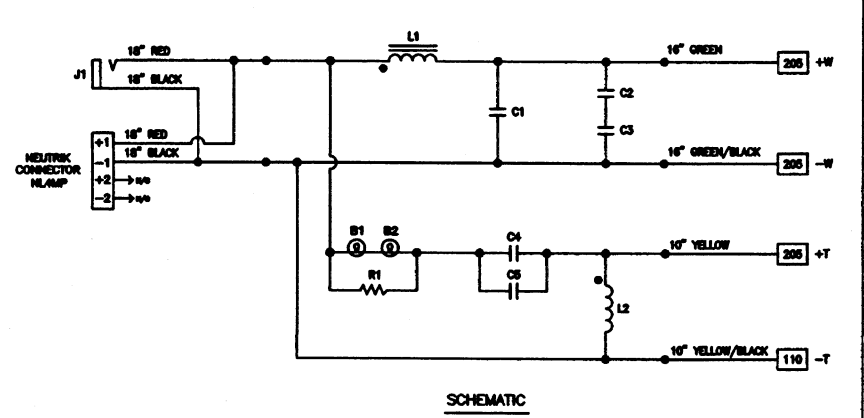 L1
18" RED
16" GREEN
J1
205 +W
18" BLACK
C2
C1
18" RED
C3
+1
18" BLACK
16" GREEN/BLACK
NEUTRIK
CONNECTOR
NL4MP
-1
205 -W
+2 N/C
-2 N/C
B1 B2
C4
10" YELLOW
205 +T
R1
C5
L2
10" YELLOW/BLACK
110 -T
SCHEMATIC